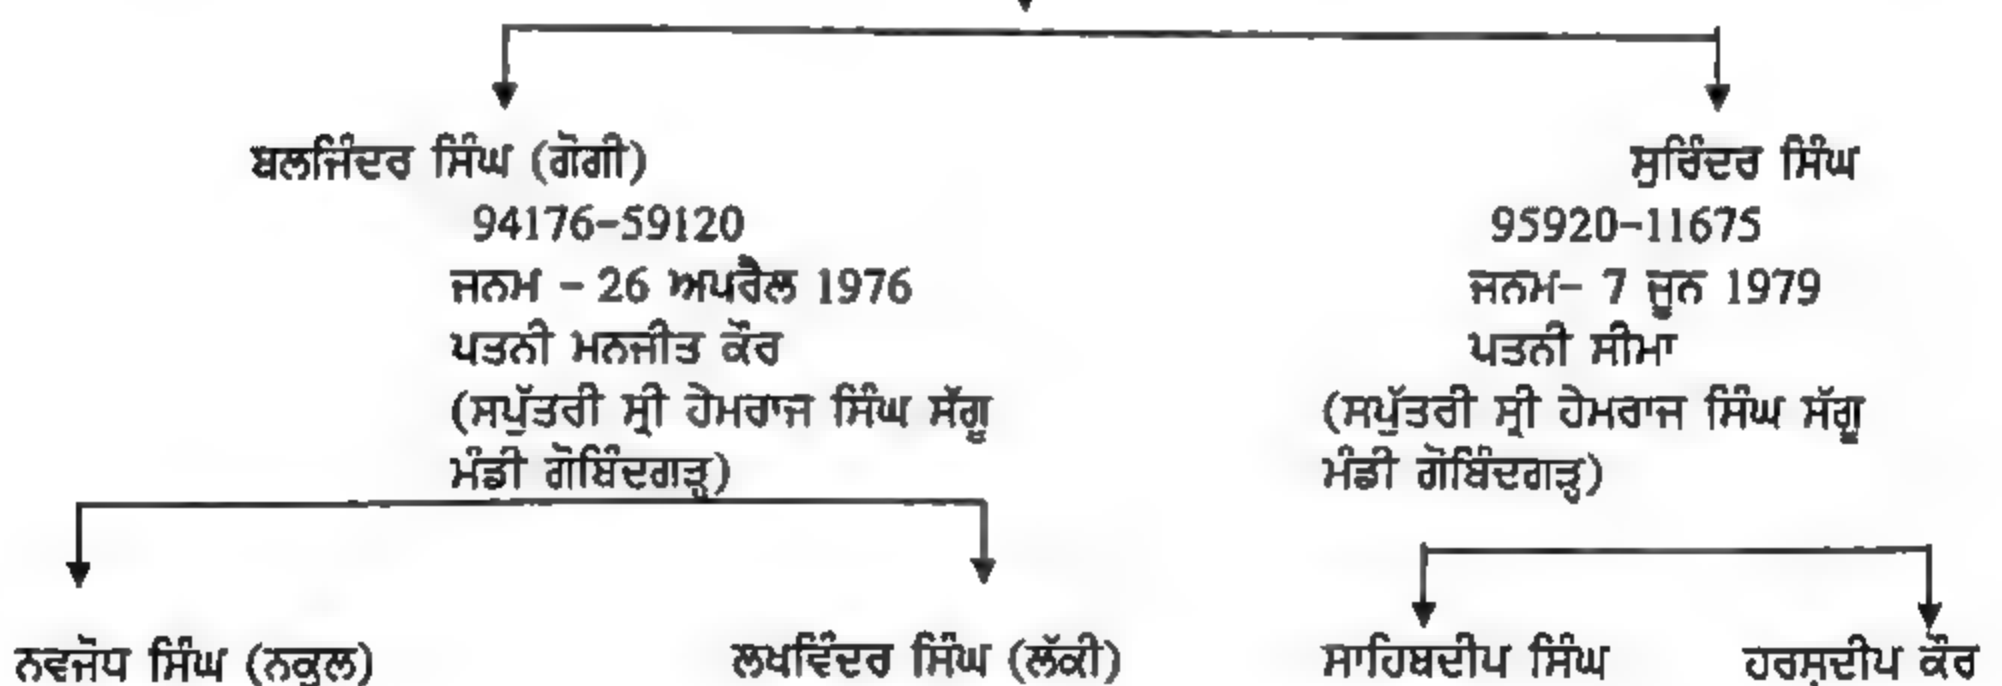 ਬਲਜਿੰਦਰ ਸਿੰਘ (ਗੋਗੀ)
94176-59120
ਜਨਮ - 26 ਅਪਰੈਲ 1976
ਪਤਨੀ ਮਨਜੀਤ ਕੌਰ
(ਸਪੁੱਤਰੀ ਸ੍ਰੀ ਹੇਮਰਾਜ ਸਿੰਘ ਸੱਗੂ
ਮੰਡੀ ਗੋਬਿੰਦਗੜ੍ਹ)
ਸੁਰਿੰਦਰ ਸਿੰਘ
95920-11675
ਜਨਮ- 7 ਜੂਨ 1979
ਪਤਨੀ ਸੀਮਾ
(ਸਪੁੱਤਰੀ ਸ੍ਰੀ ਹੇਮਰਾਜ ਸਿੰਘ ਸੱਗੂ
ਮੰਡੀ ਗੋਬਿੰਦਗੜ੍ਹ)
ਨਵਜੋਧ ਸਿੰਘ (ਨਕੁਲ)
ਲਖਵਿੰਦਰ ਸਿੰਘ (ਲੱਕੀ)
ਸਾਹਿਬਦੀਪ ਸਿੰਘ
ਹਰਸ਼ਦੀਪ ਕੌਰ